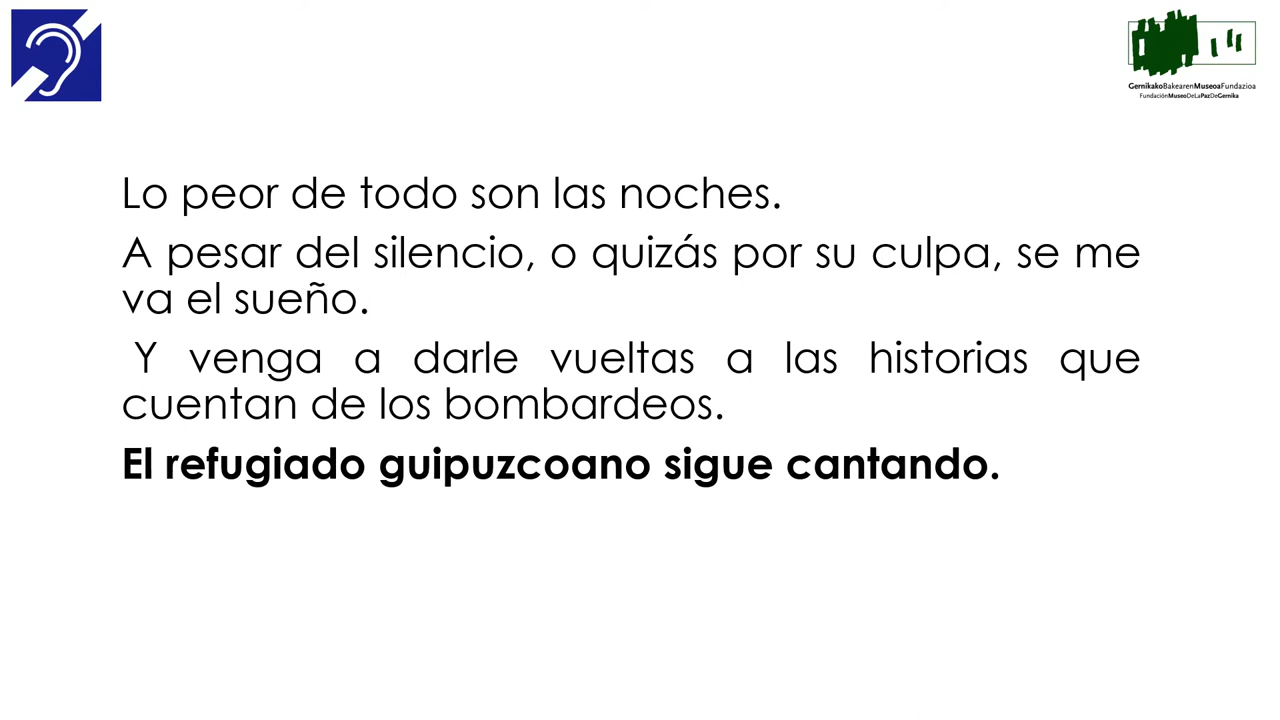 GernikakoBakearenMuseoaFundazioa
FundaciónMuseoDeLaPazDeGernika
Lo peor de todo son las noches.
A pesar del silencio, o quizás por su culpa, se me
va el sueño.
Y venga a darle vueltas a las historias que
cuentan de los bombardeos.
El refugiado guipuzcoano sigue cantando.